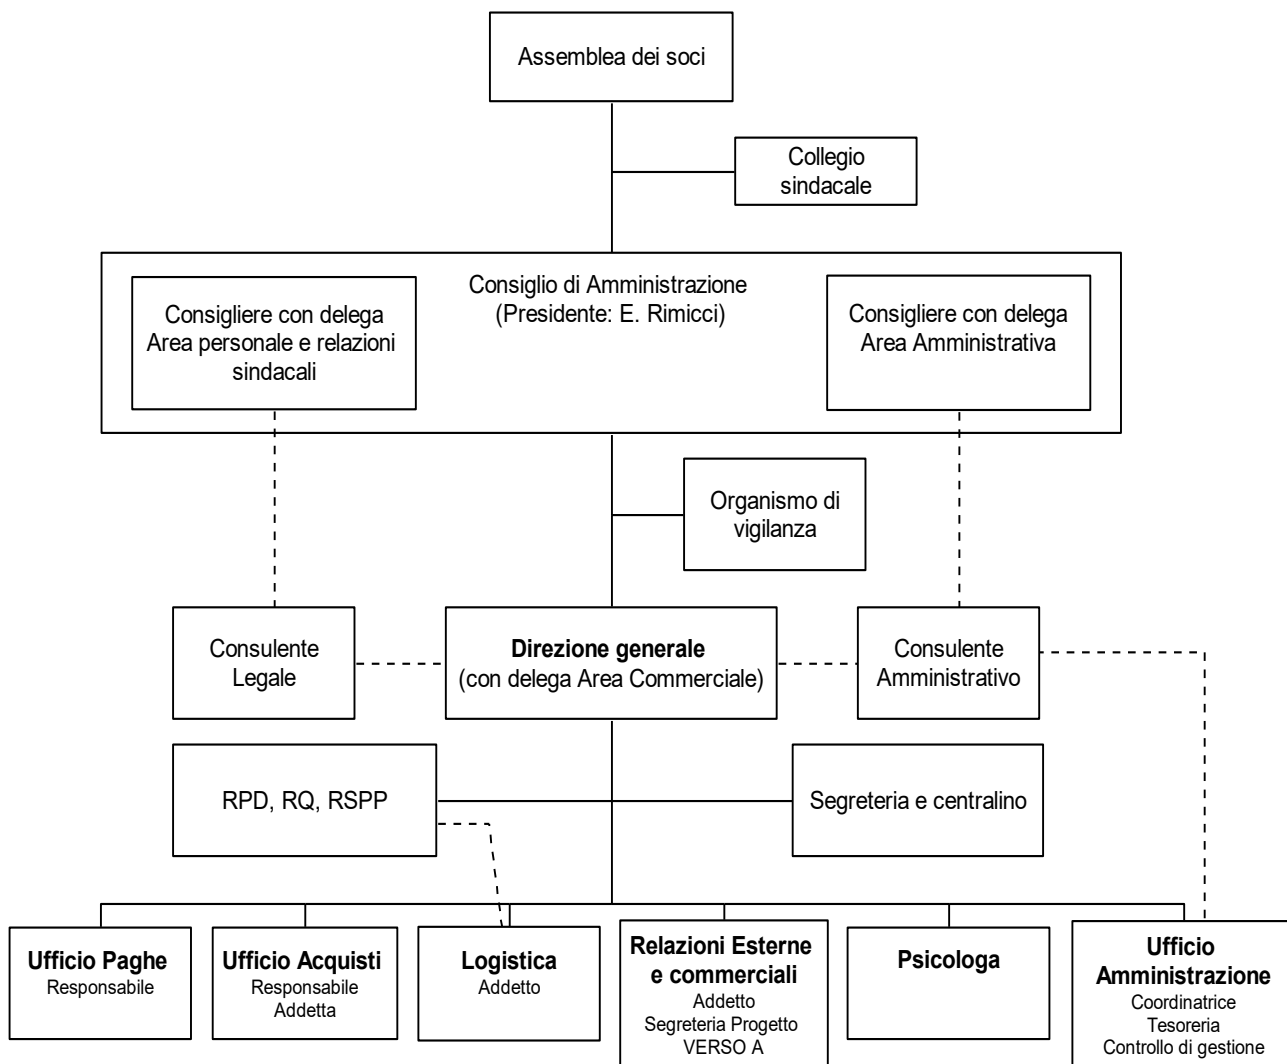 Assemblea dei soci
Collegio
sindacale
Consiglio di Amministrazione
(Presidente: E. Rimicci)
Consigliere con delega
Area personale e relazioni
sindacali
Consigliere con delega
Area Amministrativa
Organismo di
vigilanza
Consulente
Legale
Direzione generale
(con delega Area Commerciale)
Consulente
Amministrativo
RPD, RQ, RSPP
Segreteria e centralino
Ufficio Paghe
Responsabile
Ufficio Acquisti
Responsabile
Addetta
Logistica
Addetto
Relazioni Esterne
e commerciali
Addetto
Segreteria Progetto
VERSO A
Psicologa
Ufficio
Amministrazione
Coordinatrice
Tesoreria
Controllo di gestione